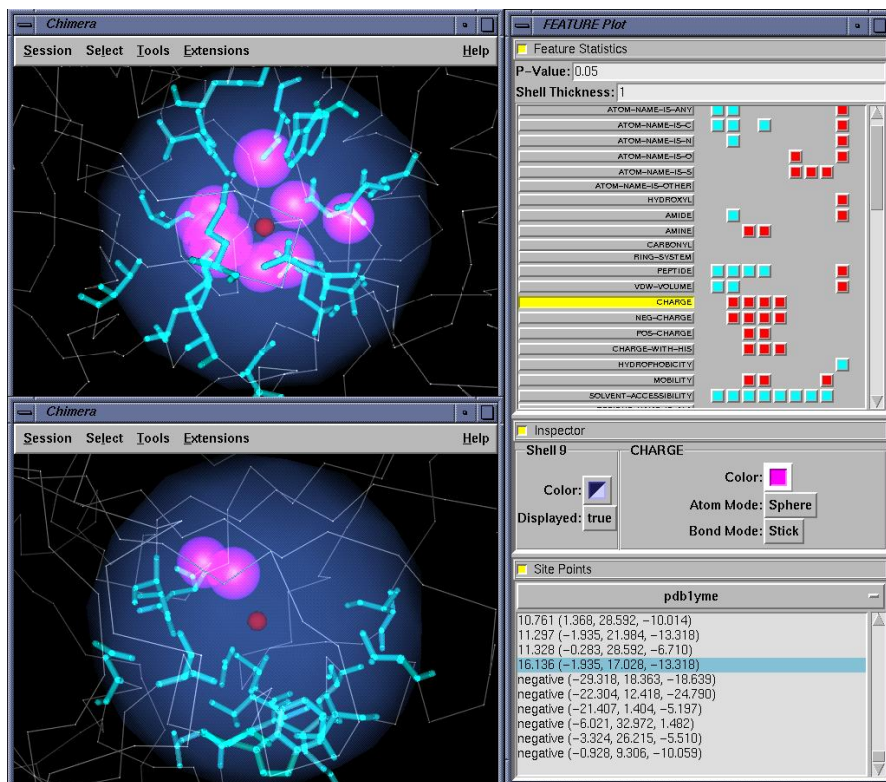 Chimera
Session Select Tools Extensions Help
Chimera
Session Select Tools Extensions Help
FEATURE Plot
Feature Statistics
P-Value: 0.05
Shell Thickness: 1
ATOM-NAME-IS-ANY
ATOM-NAME-IS-C
ATOM-NAME-IS-N
ATOM-NAME-IS-O
ATOM-NAME-IS-S
ATOM-NAME-IS-OTHER
HYDROXYL
AMIDE
AMINE
CARBONYL
RING-SYSTEM
PEPTIDE
VDW-VOLUME
CHARGE
NEG-CHARGE
POS-CHARGE
CHARGE-WITH-HIS
HYDROPHOBICITY
MOBILITY
SOLVENT-ACCESSIBILITY
Inspector
Shell 9 CHARGE
Color: Color:
Displayed: true Atom Mode: Sphere
Bond Mode: Stick
Site Points
pdb1yme
10.761 (1.368, 28.592, -10.014)
11.297 (-1.935, 21.984, -13.318)
11.328 (-0.283, 28.592, -6.710)
16.136 (-1.935, 17.028, -13.318)
negative (-29.318, 18.363, -18.639)
negative (-22.304, 12.418, -24.790)
negative (-21.407, 1.404, -5.197)
negative (-6.021, 32.972, 1.482)
negative (-3.324, 26.215, -5.510)
negative (-0.928, 9.306, -10.059)